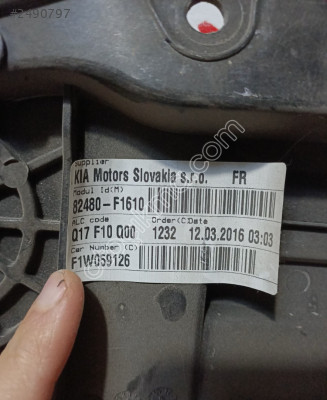 #2490797
Supplier
KIA Motors Slovakia s.r.o. FR
Modul Id(M)
82480-F1610
ALC code Order(C)Date
Q17 F10 Q00 1232 12.03.2016 03:03
Car Number (C)
F1W059126